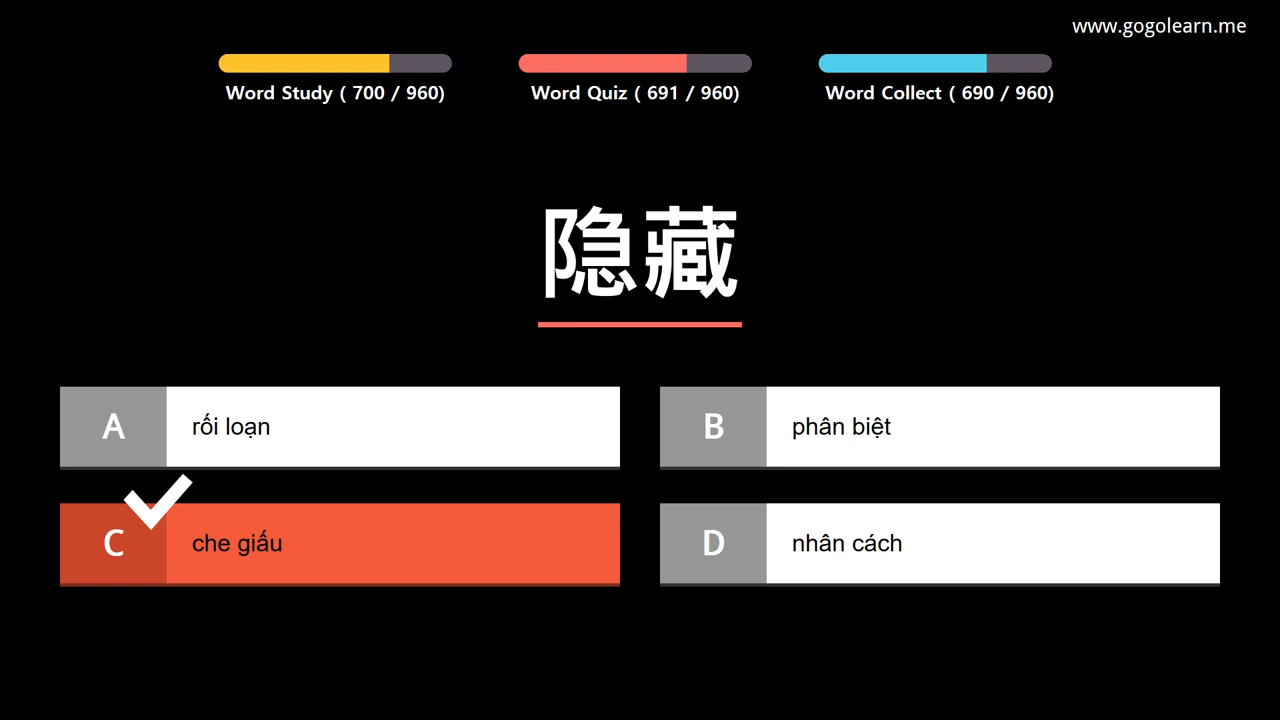 www.gogolearn.me
Word Study ( 700 / 960)
Word Quiz ( 691 / 960)
Word Collect ( 690 / 960)
隐藏
A
rối loạn
B
phân biệt
C
che giấu
D
nhân cách